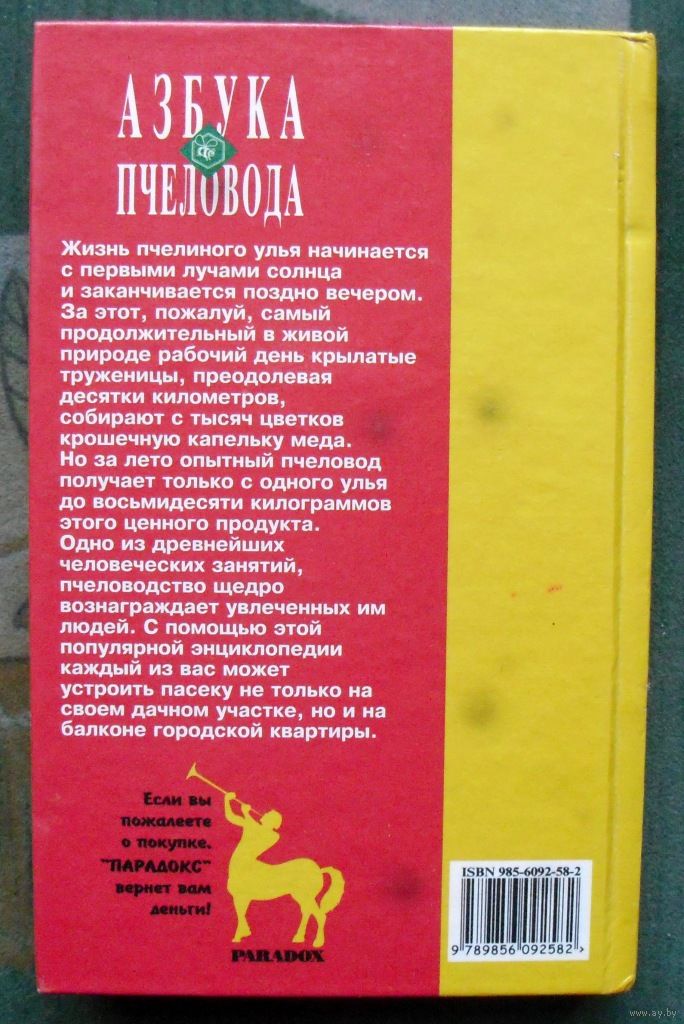 АЗБУКА
ПЧЕЛОВОДА
Жизнь пчелиного улья начинается
с первыми лучами солнца
и заканчивается поздно вечером.
За этот, пожалуй, самый
продолжительный в живой
природе рабочий день крылатые
труженицы, преодолевая
десятки километров,
собирают с тысяч цветков
крошечную капельку меда.
Но за лето опытный пчеловод
получает только с одного улья
до восьмидесяти килограммов
этого ценного продукта.
Одно из древнейших
человеческих занятий,
пчеловодство щедро
вознаграждает увлеченных им
людей. С помощью этой
популярной энциклопедии
каждый из вас может
устроить пасеку не только на
своем дачном участке, но и на
балконе городской квартиры.
Если вы
пожалеете
о покупке.
"ПАРАДОКС"
вернет вам
деньги!
PARADOX
ISBN 985-6092-58-2
9 789856 092582 >
www.ay.by